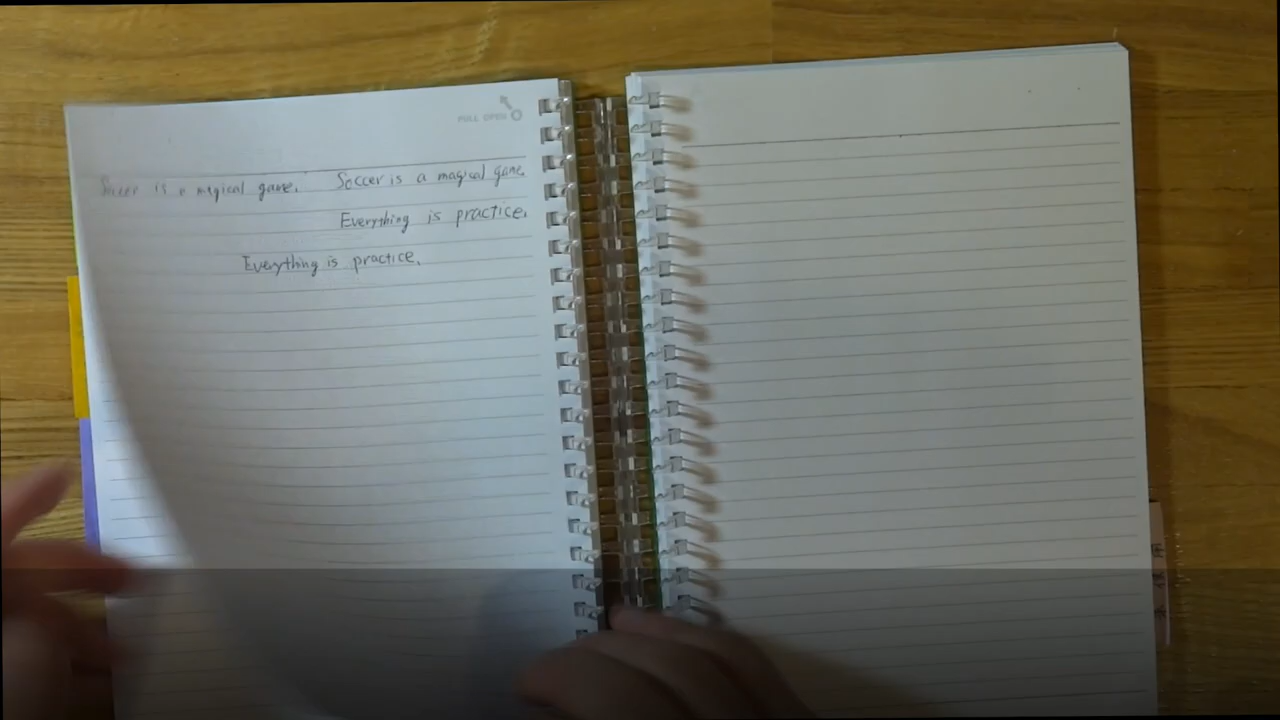 PULL OPEN
Soccer is a magical game. Soccer is a magical game.
Everything is practice.
Everything is practice.